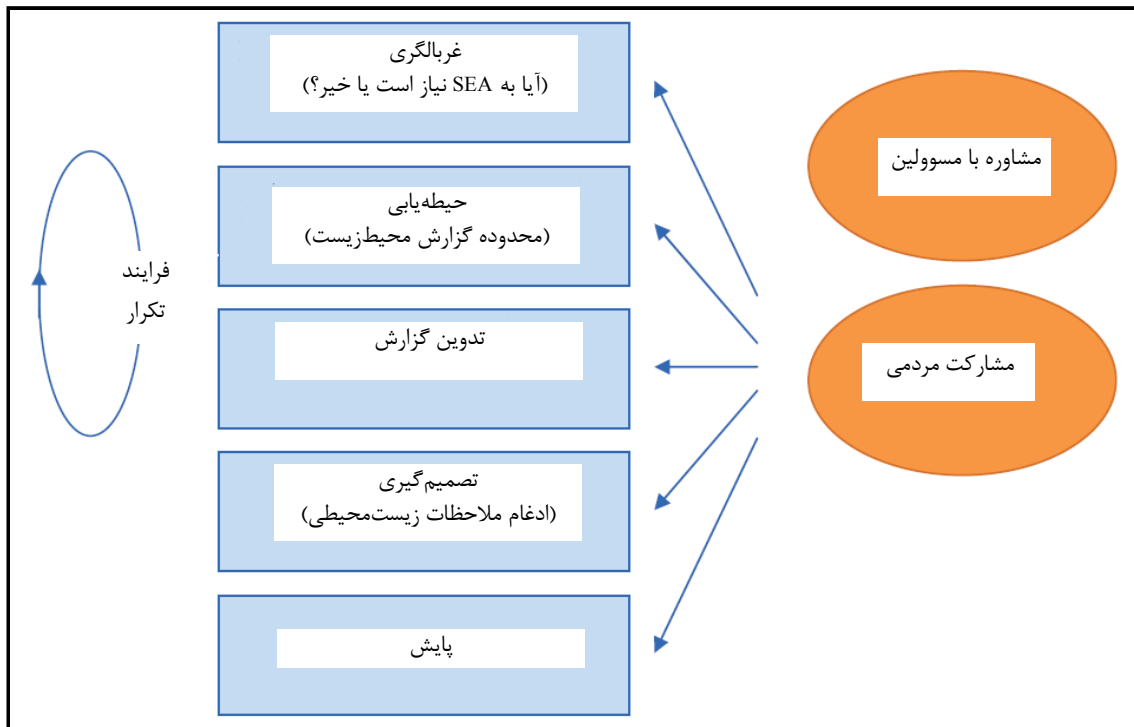 غربالگری
(آیا به SEA نیاز است یا خیر؟)
مشاوره با مسوولین
حیطه‌یابی
(محدوده گزارش محیط‌زیست)
فرایند
تکرار
تدوین گزارش
مشارکت مردمی
تصمیم‌گیری
(ادغام ملاحظات زیست‌محیطی)
پایش